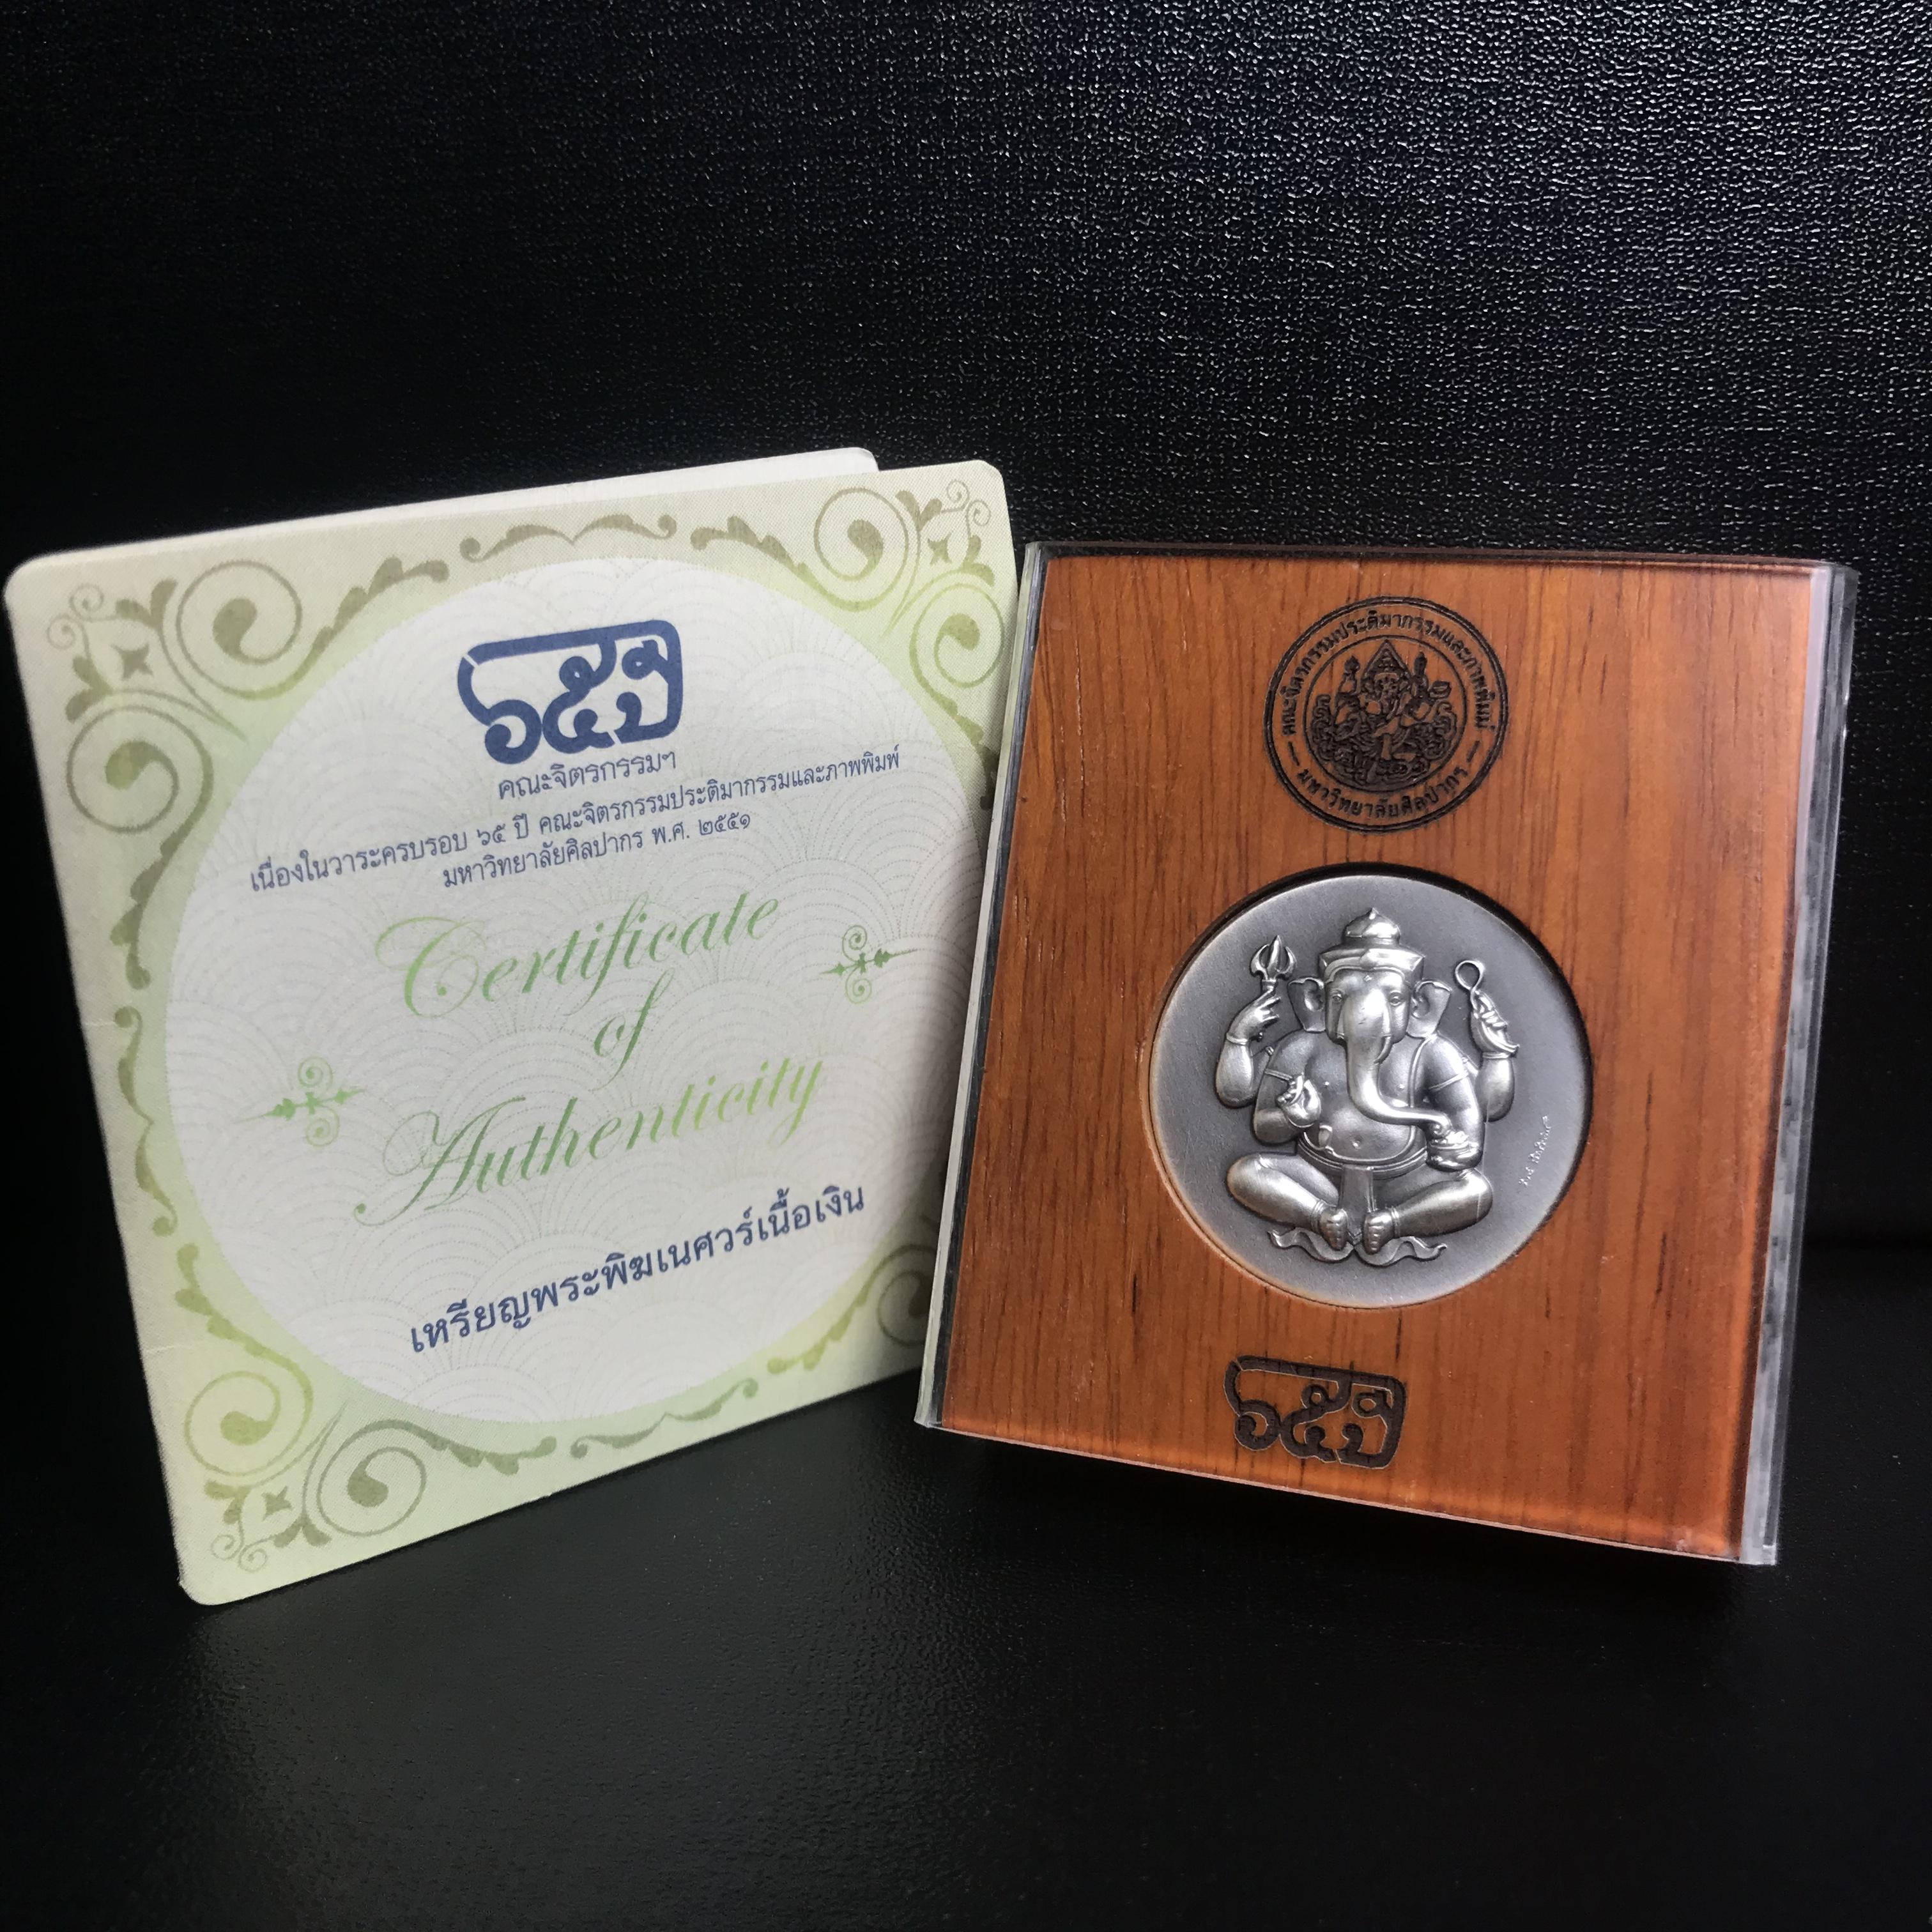 ๖๕ปี
คณะจิตรกรรมฯ
เนื่องในวาระครบรอบ ๖๕ ปี คณะจิตรกรรมประติมากรรมและภาพพิมพ์
มหาวิทยาลัยศิลปากร พ.ศ. ๒๕๕๑
Certificate
of
Authenticity
เหรียญพระพิฆเนศวร์เนื้อเงิน
คณะจิตรกรรมประติมากรรมและภาพพิมพ์
มหาวิทยาลัยศิลปากร
๖๕ปี